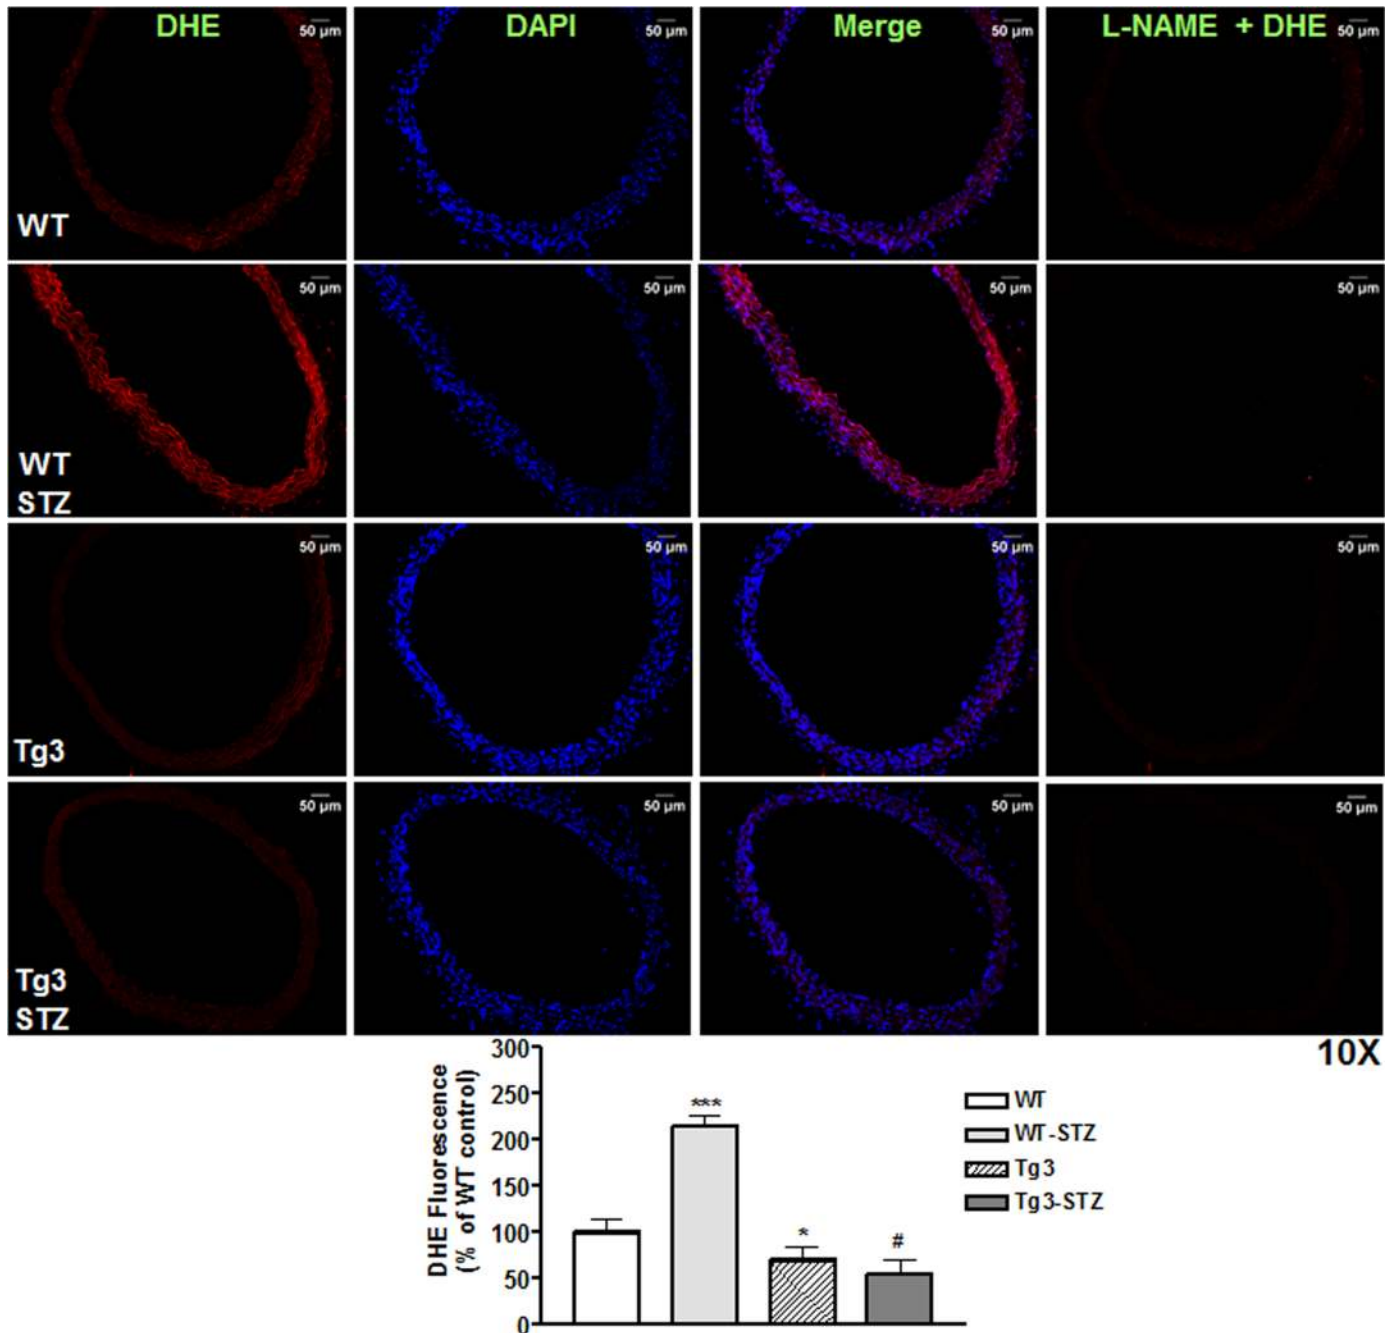 DHE DAPI Merge L-NAME + DHE
50 µm 50 µm 50 µm 50 µm
WT
50 µm 50 µm 50 µm 50 µm
WT
STZ
50 µm 50 µm 50 µm 50 µm
Tg3
50 µm 50 µm 50 µm 50 µm
Tg3
STZ
10X
DHE Fluorescence
(% of WT control)
300
250
200
150
100
50
0
***
*
#
WT
WT-STZ
Tg3
Tg3-STZ